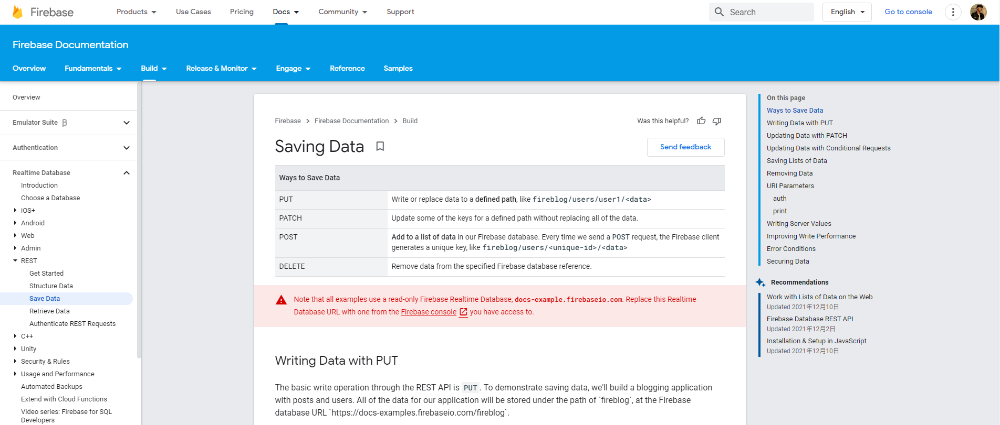 Firebase
Products
Use Cases
Pricing
Docs
Community
Support
Search
English
Go to console
Firebase Documentation
Overview
Fundamentals
Build
Release & Monitor
Engage
Reference
Samples
Overview
Emulator Suite β
Authentication
Realtime Database
Introduction
Choose a Database
iOS+
Android
Web
Admin
REST
Get Started
Structure Data
Save Data
Retrieve Data
Authenticate REST Requests
C++
Unity
Security & Rules
Usage and Performance
Automated Backups
Extend with Cloud Functions
Video series: Firebase for SQL
Developers
Firebase > Firebase Documentation > Build
Was this helpful?
Saving Data
Send feedback
Ways to Save Data
PUT
Write or replace data to a defined path, like fireblog/users/user1/<data>
PATCH
Update some of the keys for a defined path without replacing all of the data.
POST
Add to a list of data in our Firebase database. Every time we send a POST request, the Firebase client
generates a unique key, like fireblog/users/<unique-id>/<data>
DELETE
Remove data from the specified Firebase database reference.
Note that all examples use a read-only Firebase Realtime Database, docs-example.firebaseio.com. Replace this Realtime
Database URL with one from the Firebase console you have access to.
Writing Data with PUT
The basic write operation through the REST API is PUT. To demonstrate saving data, we'll build a blogging application
with posts and users. All of the data for our application will be stored under the path of `fireblog`, at the Firebase
database URL `https://docs-examples.firebaseio.com/fireblog`.
On this page
Ways to Save Data
Writing Data with PUT
Updating Data with PATCH
Updating Data with Conditional Requests
Saving Lists of Data
Removing Data
URI Parameters
auth
print
Writing Server Values
Improving Write Performance
Error Conditions
Securing Data
Recommendations
Work with Lists of Data on the Web
Updated 2021年12月10日
Firebase Database REST API
Updated 2021年12月2日
Installation & Setup in JavaScript
Updated 2021年12月10日